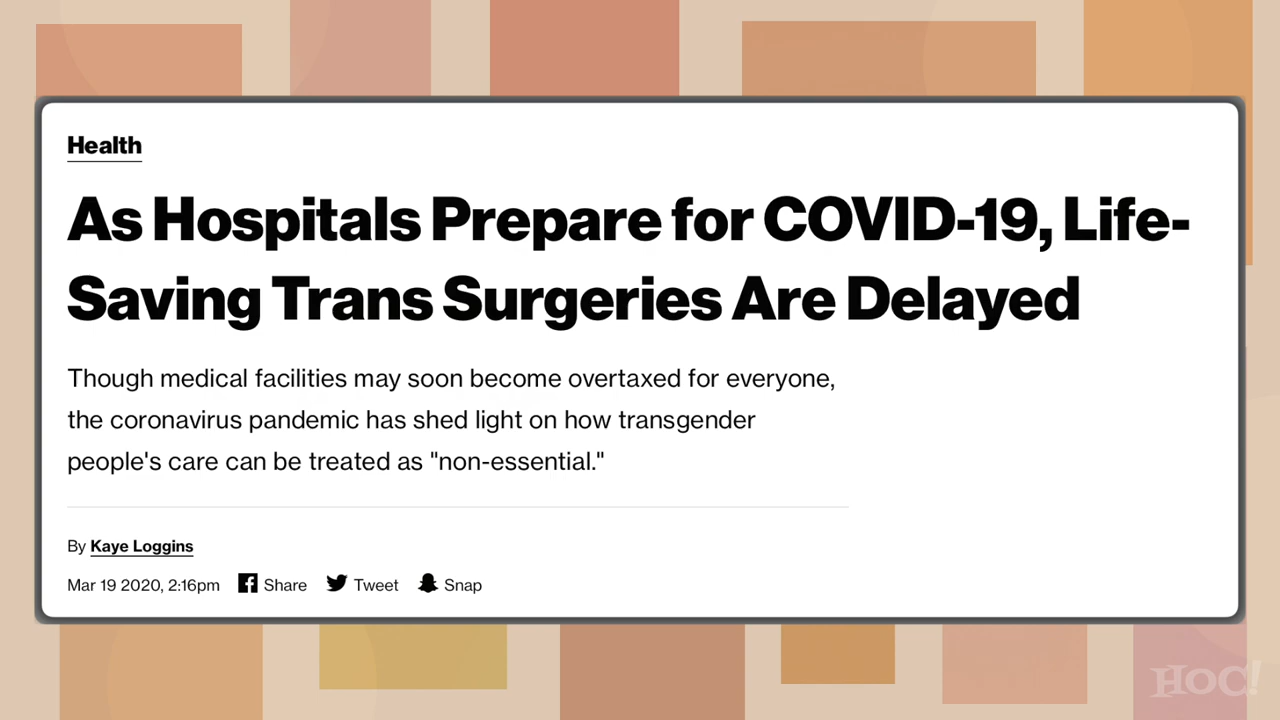 Health
As Hospitals Prepare for COVID-19, Life-
Saving Trans Surgeries Are Delayed
Though medical facilities may soon become overtaxed for everyone,
the coronavirus pandemic has shed light on how transgender
people's care can be treated as "non-essential."
By Kaye Loggins
Mar 19 2020, 2:16pm Share Tweet Snap
HOC!